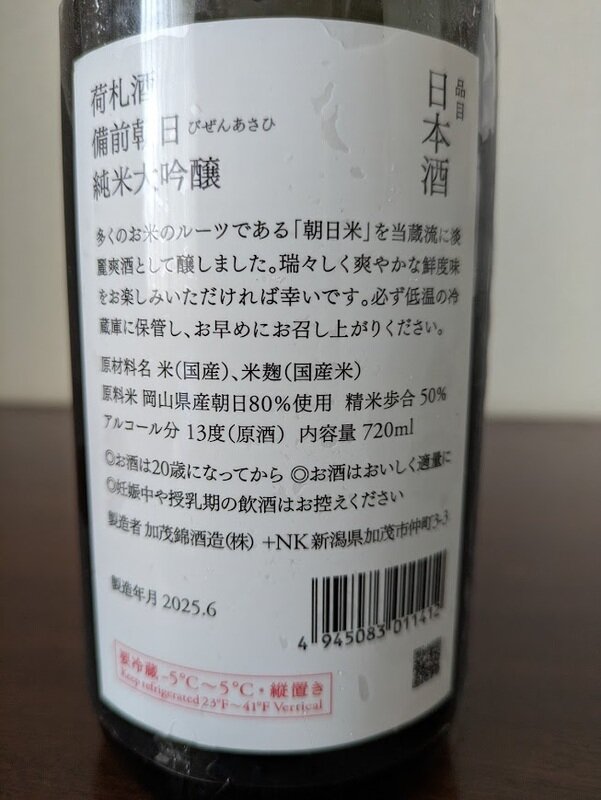 品目
日本酒
荷札酒
備前朝日 びぜんあさひ
純米大吟醸
多くのお米のルーツである「朝日米」を当蔵流に淡
麗爽酒として醸しました。瑞々しく爽やかな鮮度味
をお楽しみいただければ幸いです。必ず低温の冷
蔵庫に保管し、お早めにお召し上がりください。
原材料名 米(国産)、米麹(国産米)
原料米 岡山県産朝日80%使用 精米歩合 50%
アルコール分 13度(原酒) 内容量 720ml
◎お酒は20歳になってから ◎お酒はおいしく適量に
◎妊娠中や授乳期の飲酒はお控えください
製造者 加茂錦酒造(株) +NK 新潟県加茂市仲町3-3
製造年月 2025.6
4 945083 011412
要冷蔵 -5℃〜5℃・縦置き
Keep refrigerated 23°F〜41°F Vertical